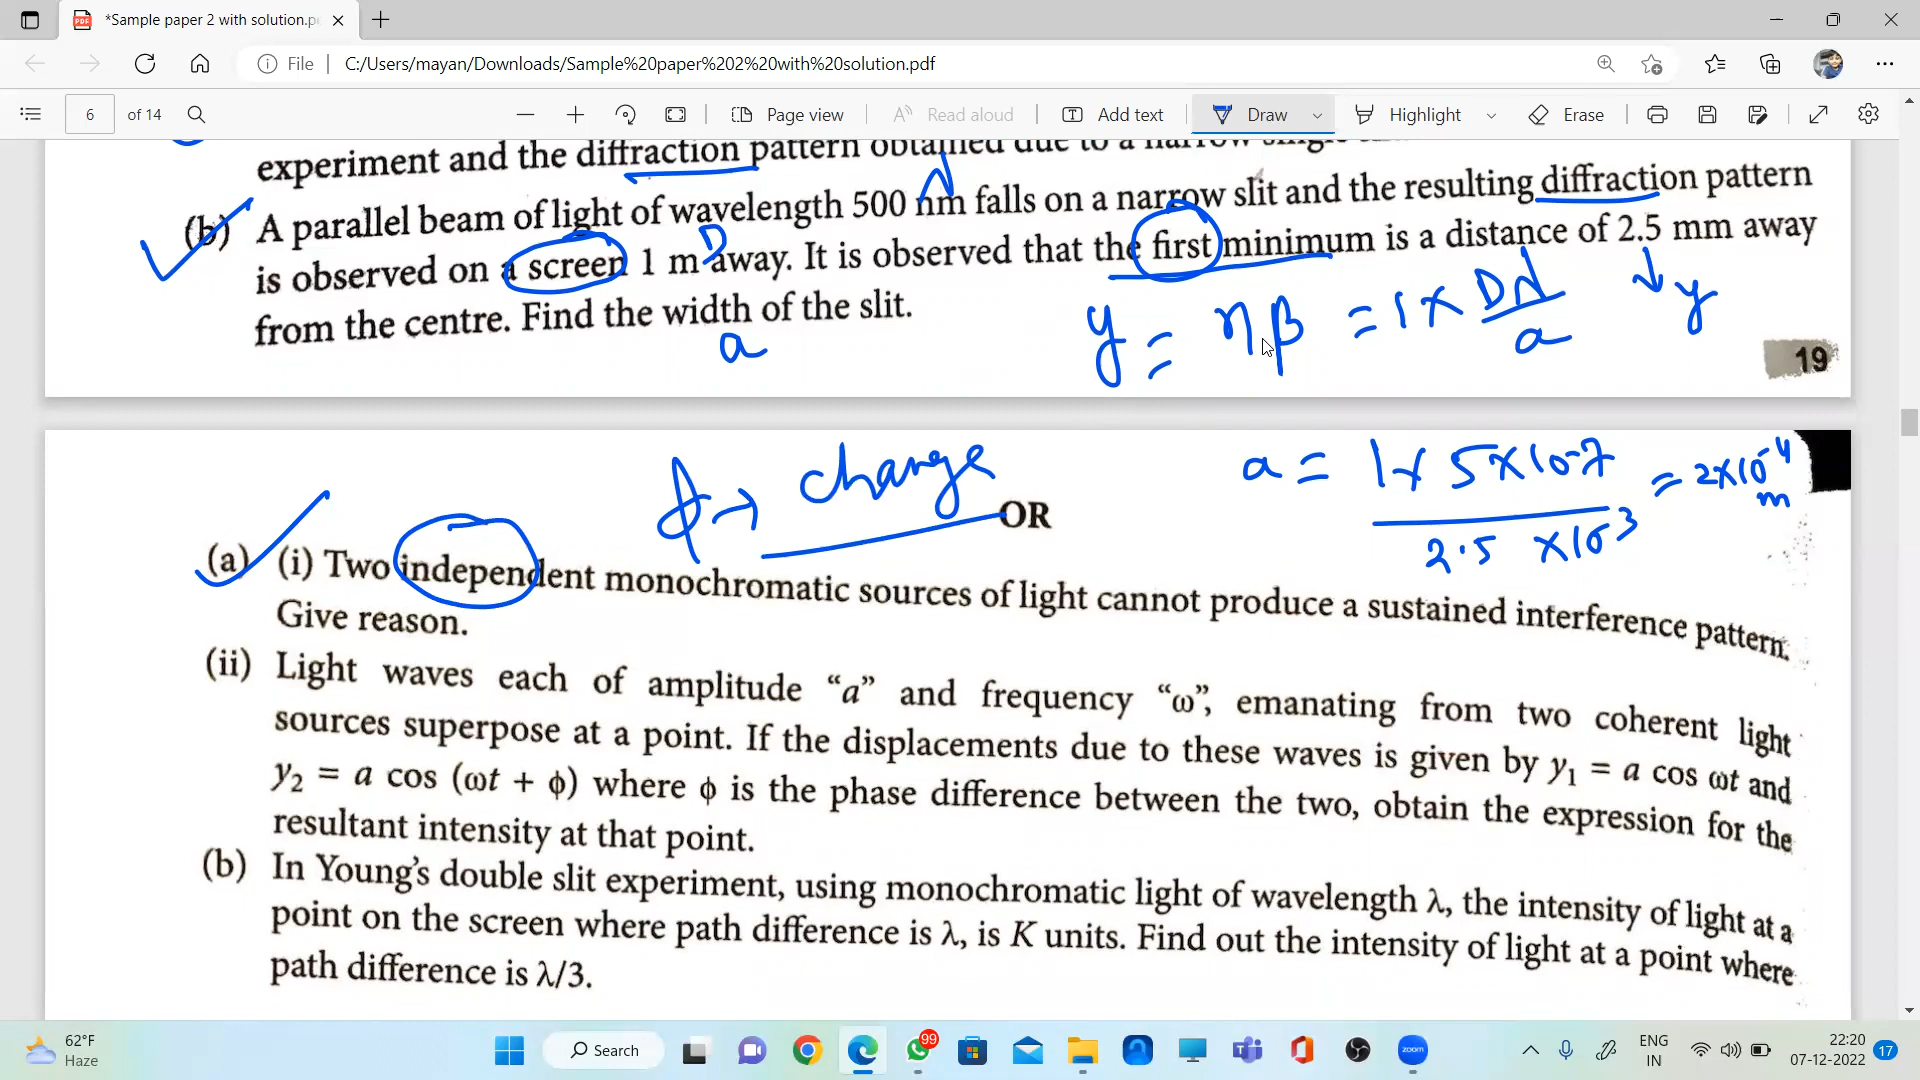 *Sample paper 2 with solution.p
File
C:/Users/mayan/Downloads/Sample%20paper%202%20with%20solution.pdf
6 of 14
Page view
Read aloud
Add text
Draw
Highlight
Erase
experiment and the diffraction pattern obtained due to a narrow
(b) A parallel beam of light of wavelength 500 nm falls on a narrow slit and the resulting diffraction pattern
is observed on a screen 1 m away. It is observed that the first minimum is a distance of 2.5 mm away
from the centre. Find the width of the slit.
λ
D
a
y
y = nβ = 1 × Dλ/a
19
a = 1 × 5×10-7 / 2.5 ×10-3 = 2×10-4 m
ϕ → change
OR
(a) (i) Two independent monochromatic sources of light cannot produce a sustained interference pattern.
Give reason.
(ii) Light waves each of amplitude “a” and frequency “ω”, emanating from two coherent light
sources superpose at a point. If the displacements due to these waves is given by y₁ = a cos ωt and
y₂ = a cos (ωt + ϕ) where ϕ is the phase difference between the two, obtain the expression for the
resultant intensity at that point.
(b) In Young’s double slit experiment, using monochromatic light of wavelength λ, the intensity of light at a
point on the screen where path difference is λ, is K units. Find out the intensity of light at a point where
path difference is λ/3.
62°F
Haze
Search
99
zoom
ENG
IN
22:20
07-12-2022
17